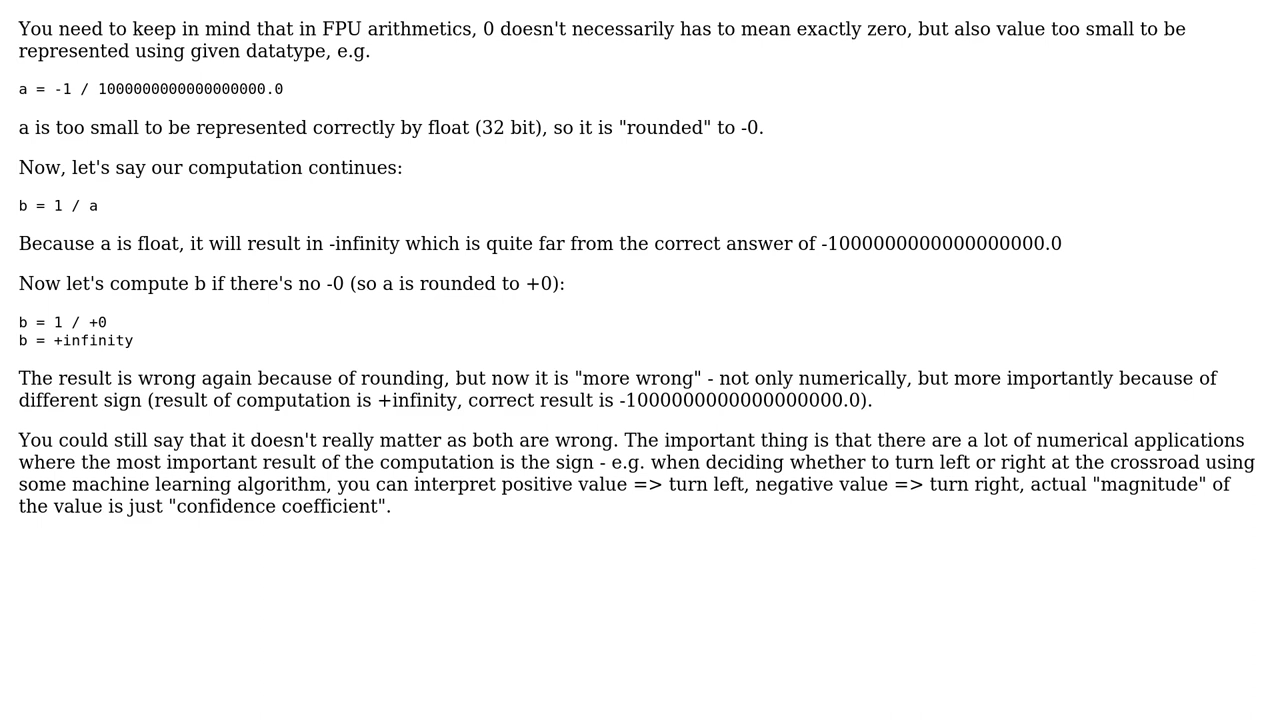 You need to keep in mind that in FPU arithmetics, 0 doesn't necessarily has to mean exactly zero, but also value too small to be
represented using given datatype, e.g.
a = -1 / 1000000000000000000.0
a is too small to be represented correctly by float (32 bit), so it is "rounded" to -0.
Now, let's say our computation continues:
b = 1 / a
Because a is float, it will result in -infinity which is quite far from the correct answer of -1000000000000000000.0
Now let's compute b if there's no -0 (so a is rounded to +0):
b = 1 / +0
b = +infinity
The result is wrong again because of rounding, but now it is "more wrong" - not only numerically, but more importantly because of
different sign (result of computation is +infinity, correct result is -1000000000000000000.0).
You could still say that it doesn't really matter as both are wrong. The important thing is that there are a lot of numerical applications
where the most important result of the computation is the sign - e.g. when deciding whether to turn left or right at the crossroad using
some machine learning algorithm, you can interpret positive value => turn left, negative value => turn right, actual "magnitude" of
the value is just "confidence coefficient".